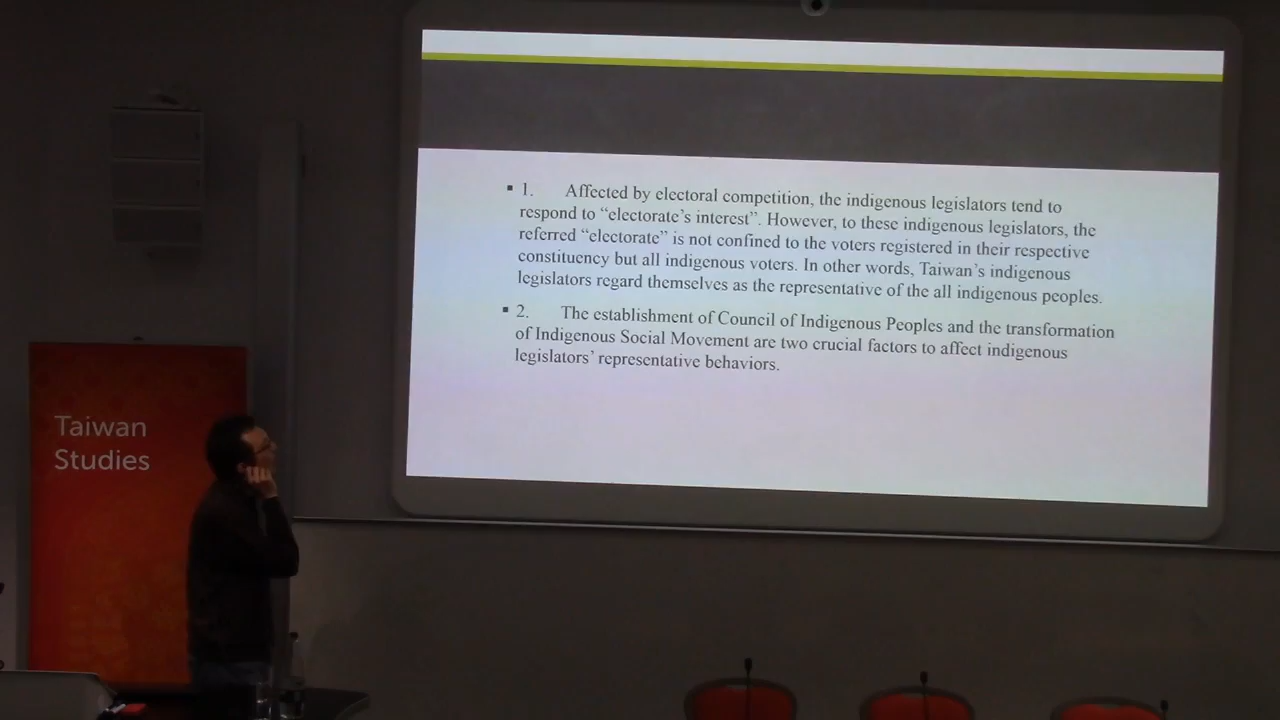 ▪ 1. Affected by electoral competition, the indigenous legislators tend to
respond to “electorate’s interest”. However, to these indigenous legislators, the
referred “electorate” is not confined to the voters registered in their respective
constituency but all indigenous voters. In other words, Taiwan’s indigenous
legislators regard themselves as the representative of the all indigenous peoples.
▪ 2. The establishment of Council of Indigenous Peoples and the transformation
of Indigenous Social Movement are two crucial factors to affect indigenous
legislators’ representative behaviors.
Taiwan
Studies